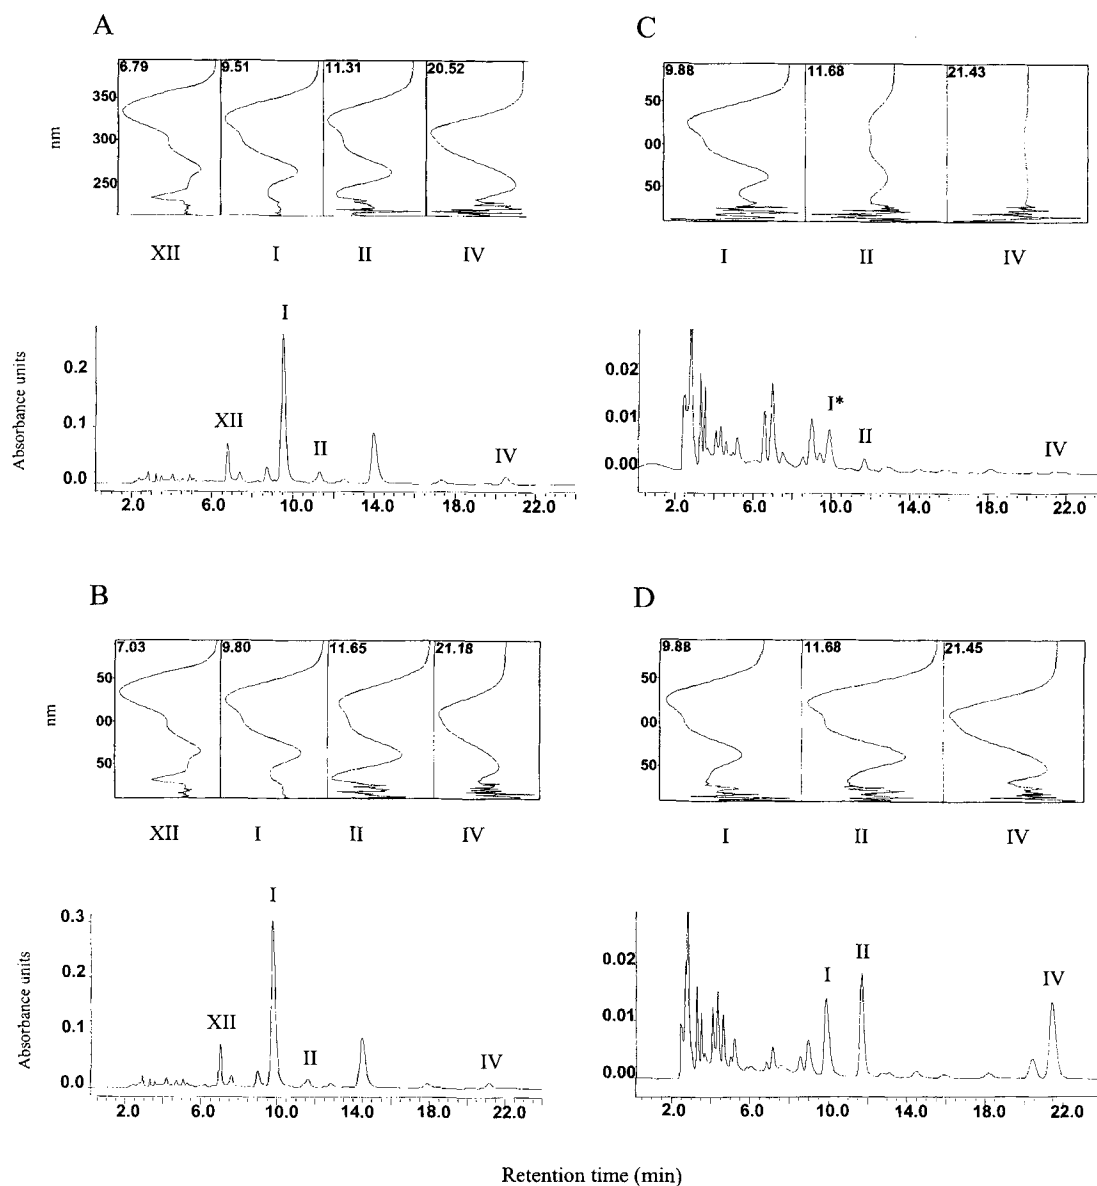 A
6.79 9.51 11.31 20.52
350
300
250
nm
XII I II IV
I
XII
II
IV
0.2
0.1
0.0
Absorbance units
2.0 6.0 10.0 14.0 18.0 22.0
C
9.88 11.68 21.43
50
00
50
I II IV
0.02
0.01
0.00
I*
II
IV
2.0 6.0 10.0 14.0 18.0 22.0
B
7.03 9.80 11.65 21.18
50
00
50
nm
XII I II IV
I
XII
II
IV
0.3
0.2
0.1
0.0
Absorbance units
2.0 6.0 10.0 14.0 18.0 22.0
D
9.88 11.68 21.45
50
00
50
I II IV
I
II
IV
0.02
0.01
0.00
2.0 6.0 10.0 14.0 18.0 22.0
Retention time (min)